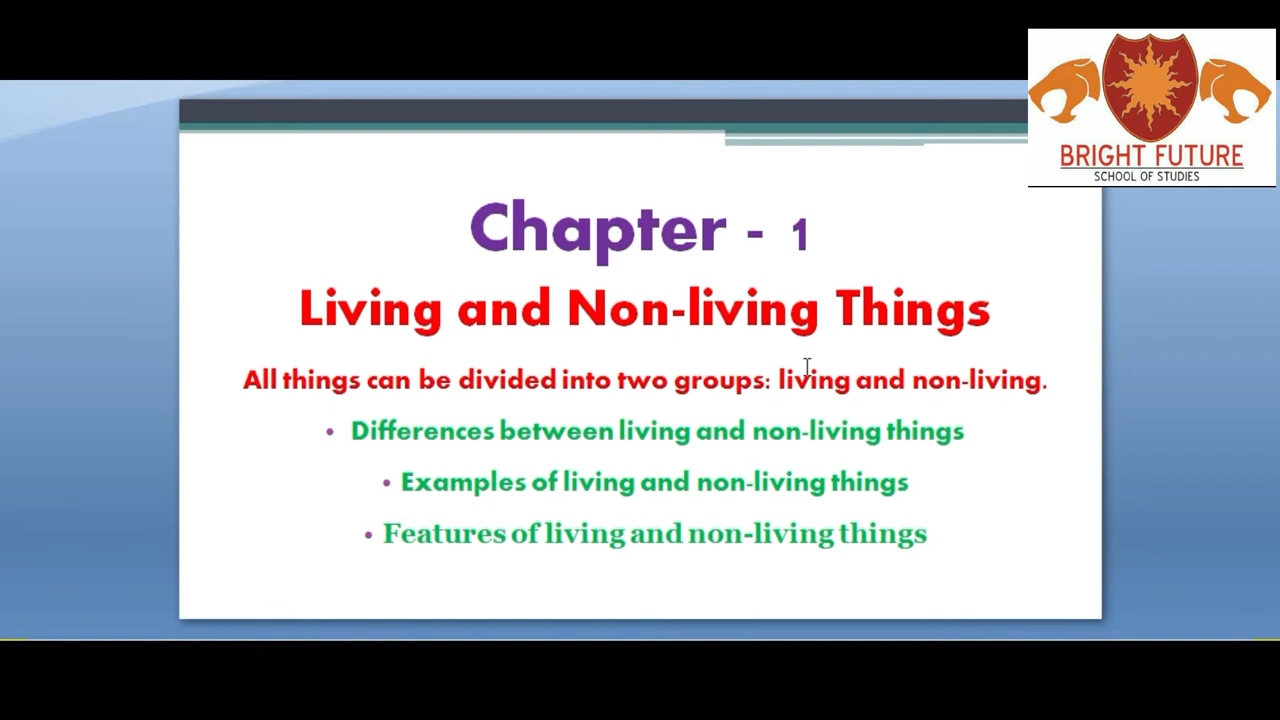 BRIGHT FUTURE
SCHOOL OF STUDIES
Chapter - 1
Living and Non-living Things
All things can be divided into two groups: living and non-living.
• Differences between living and non-living things
• Examples of living and non-living things
• Features of living and non-living things